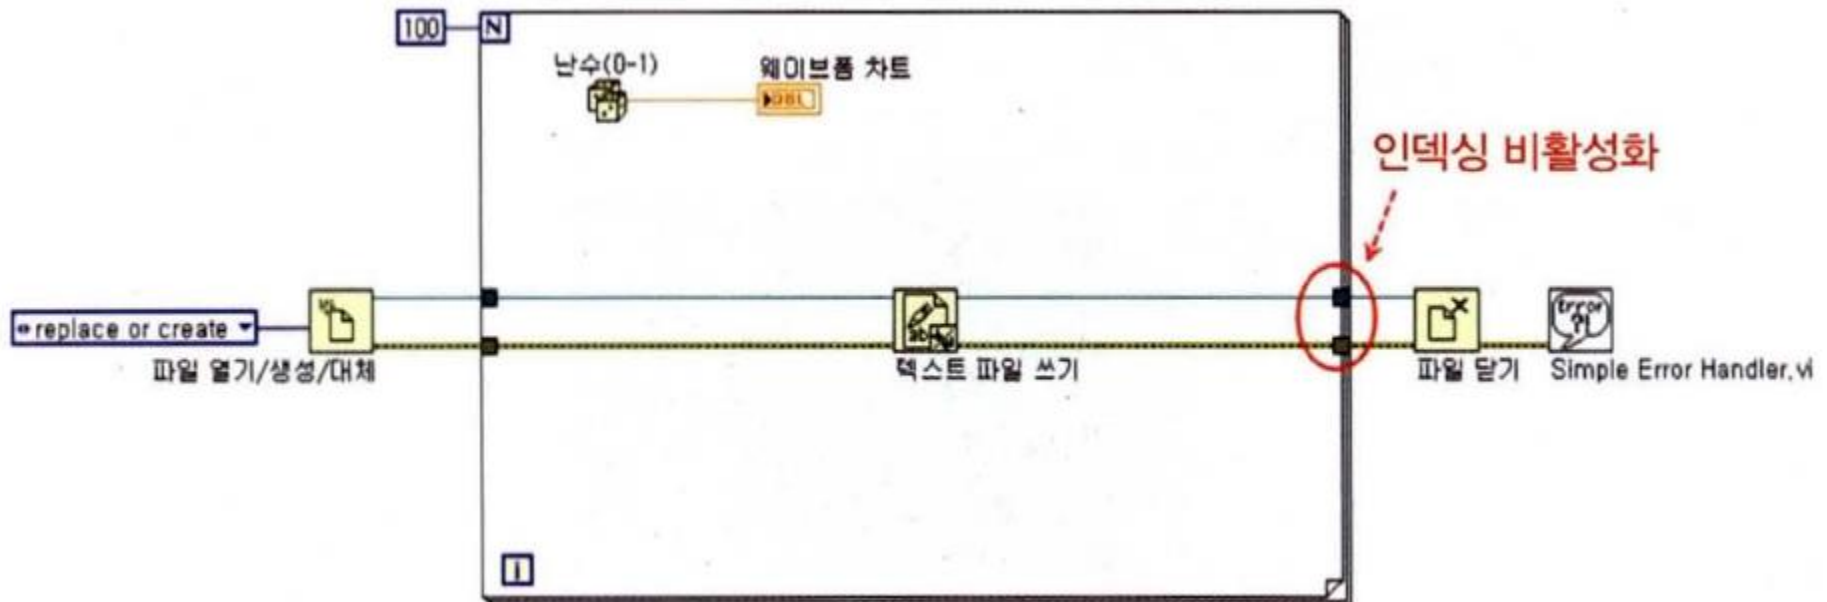 100
N
난수(0-1)
웨이브폼 차트
DBL
인덱싱 비활성화
replace or create
파일 열기/생성/대체
텍스트 파일 쓰기
파일 닫기
Error
?!
Simple Error Handler.vi
i